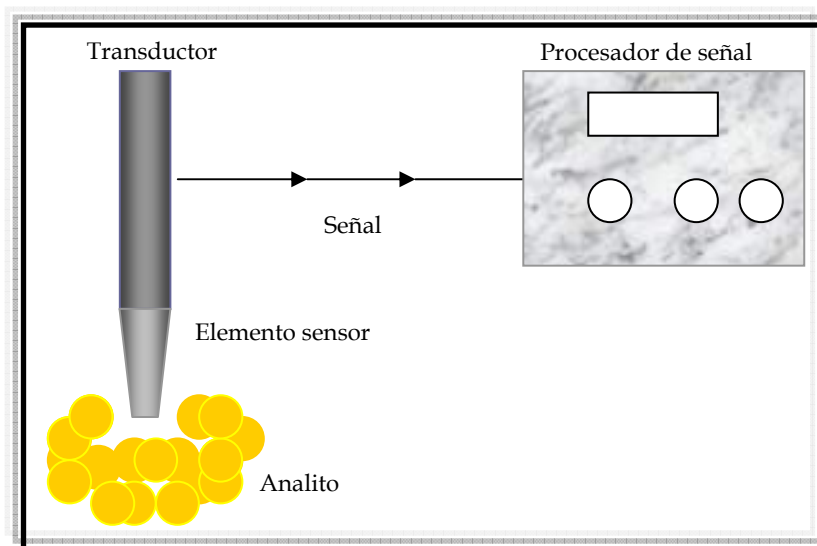 Transductor
Procesador de señal
Señal
Elemento sensor
Analito